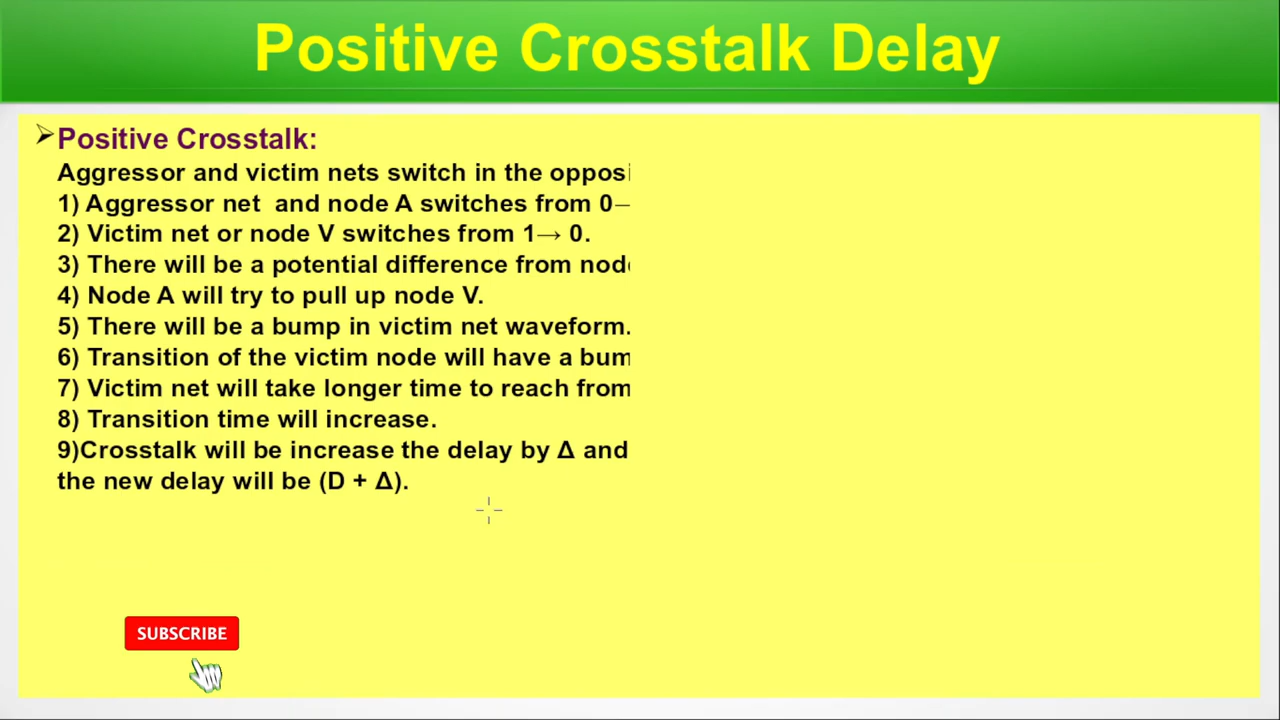 Positive Crosstalk Delay
➢Positive Crosstalk:
Aggressor and victim nets switch in the
1) Aggressor net and node A switches from 0
2) Victim net or node V switches from 1→ 0.
3) There will be a potential difference from
4) Node A will try to pull up node V.
5) There will be a bump in victim net waveform.
6) Transition of the victim node will have a
7) Victim net will take longer time to reach from
8) Transition time will increase.
9)Crosstalk will be increase the delay by Δ and
the new delay will be (D + Δ).
SUBSCRIBE